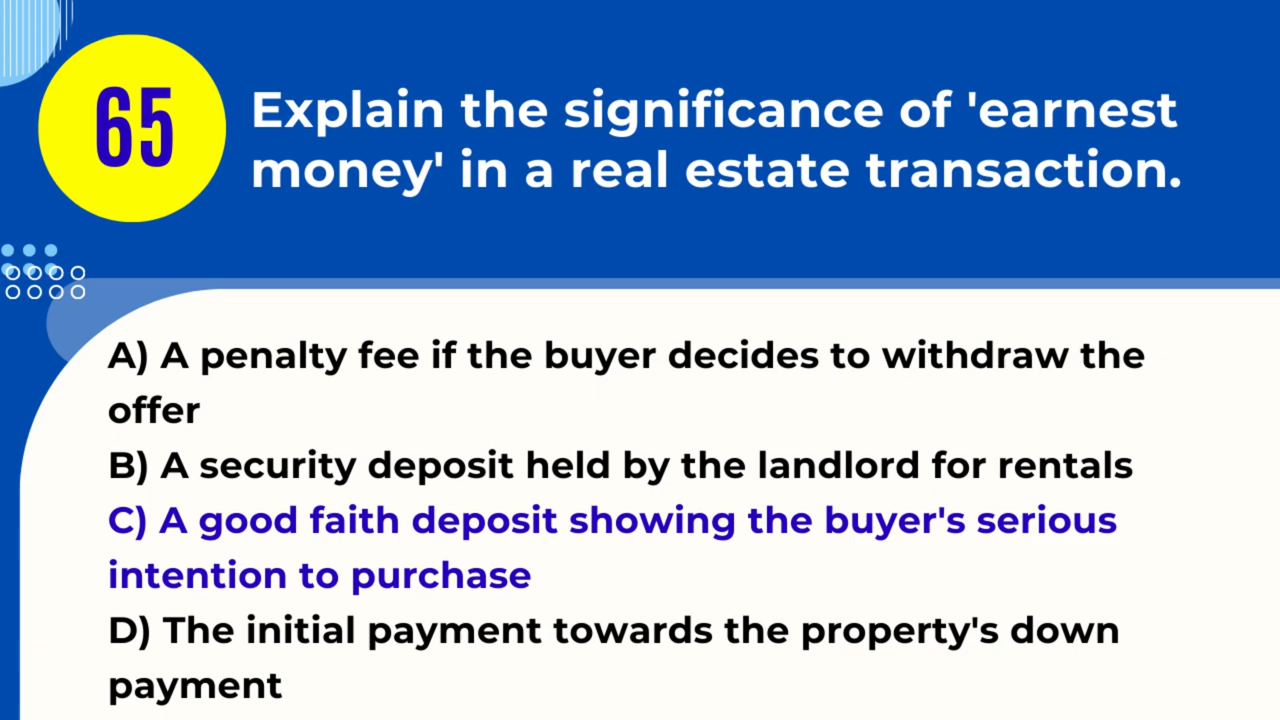 65
Explain the significance of 'earnest
money' in a real estate transaction.
A) A penalty fee if the buyer decides to withdraw the
offer
B) A security deposit held by the landlord for rentals
C) A good faith deposit showing the buyer's serious
intention to purchase
D) The initial payment towards the property's down
payment